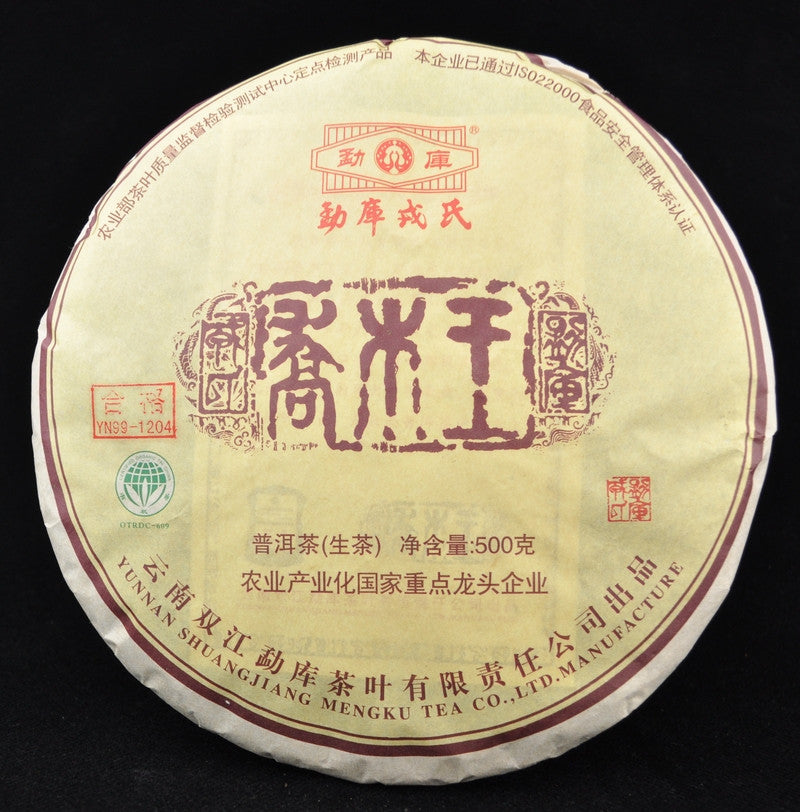 农业部茶叶质量监督检验测试中心定点检测产品
本企业已通过ISO22000食品安全管理体系认证
勐 库 ®
勐库戎氏
喬木王
合格
YN99-1204
OTRDC-609
普洱茶(生茶) 净含量:500克
农业产业化国家重点龙头企业
云南双江勐库茶叶有限责任公司出品
YUNNAN SHUANGJIANG MENGKU TEA CO.,LTD.MANUFACTURE